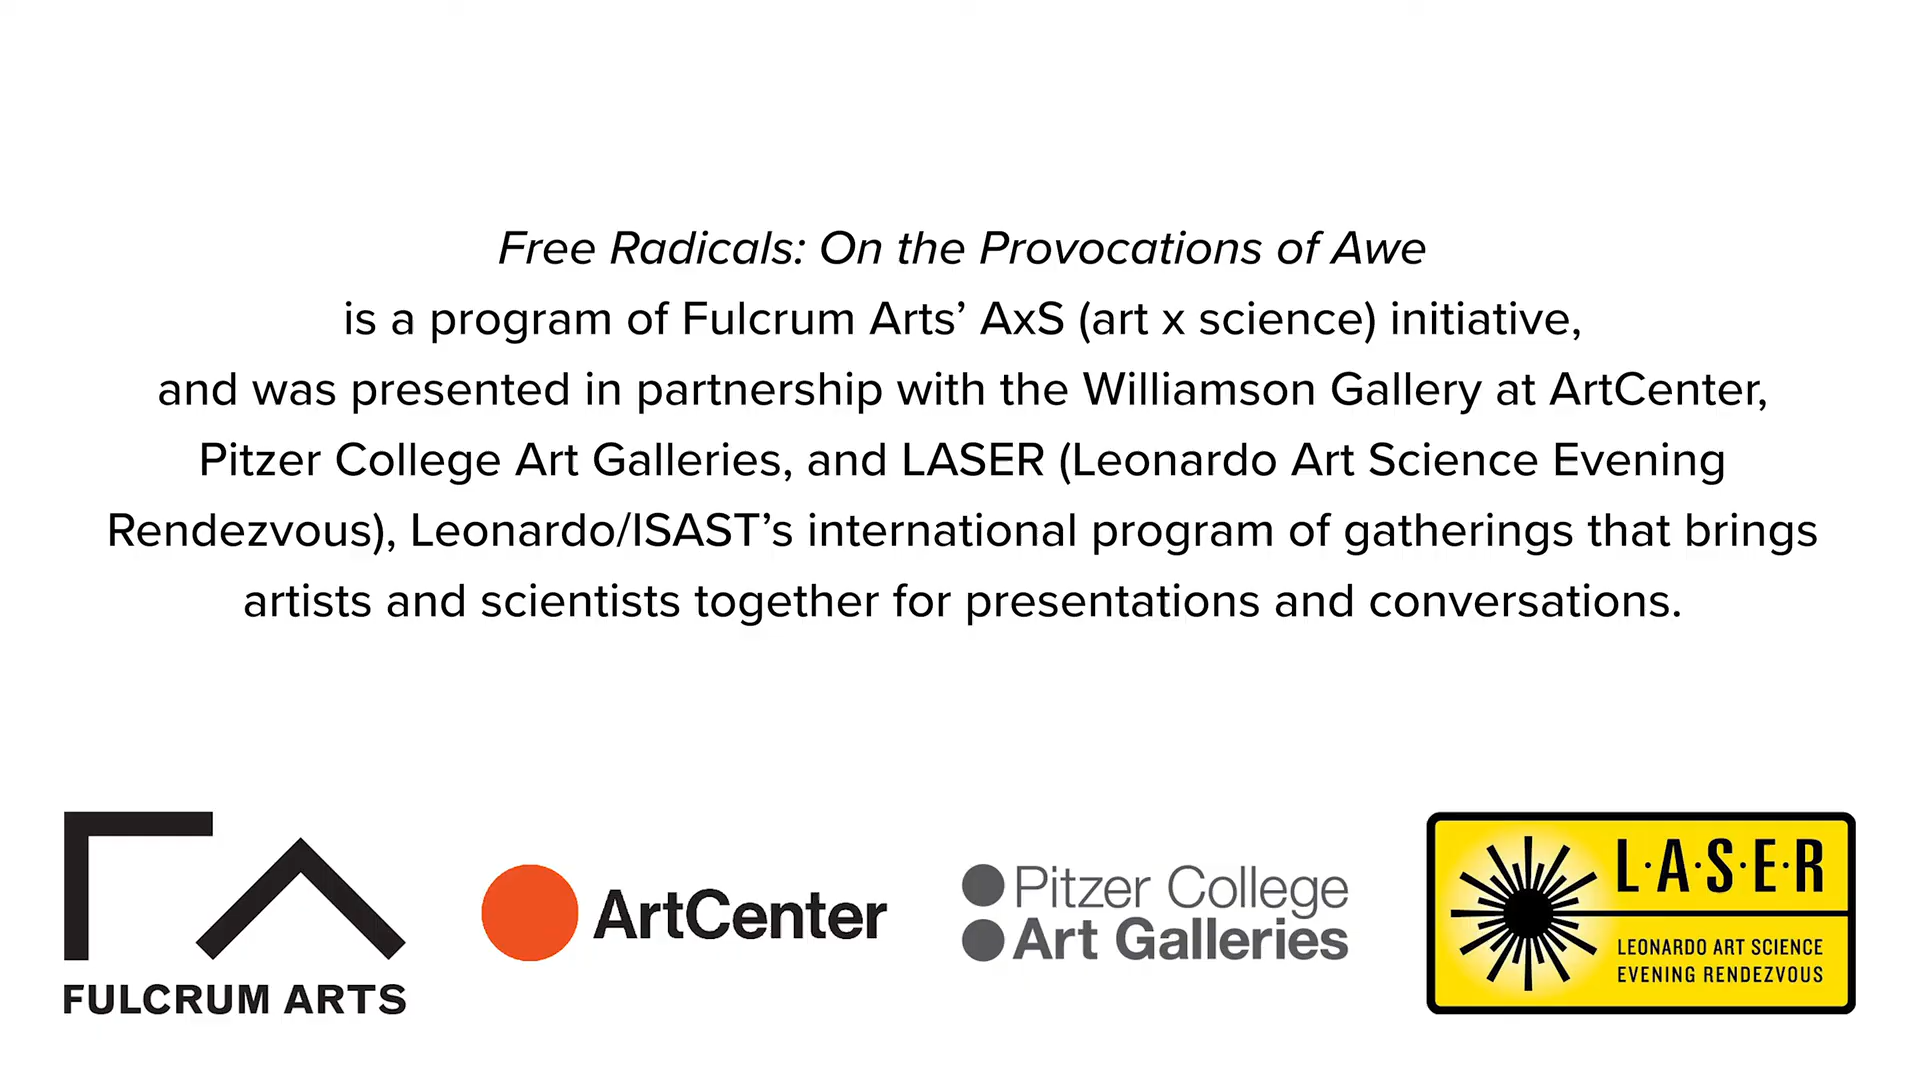 Free Radicals: On the Provocations of Awe
is a program of Fulcrum Arts’ AxS (art x science) initiative,
and was presented in partnership with the Williamson Gallery at ArtCenter,
Pitzer College Art Galleries, and LASER (Leonardo Art Science Evening
Rendezvous), Leonardo/ISAST’s international program of gatherings that brings
artists and scientists together for presentations and conversations.
FULCRUM ARTS
ArtCenter
Pitzer College
Art Galleries
L·A·S·E·R
LEONARDO ART SCIENCE
EVENING RENDEZVOUS